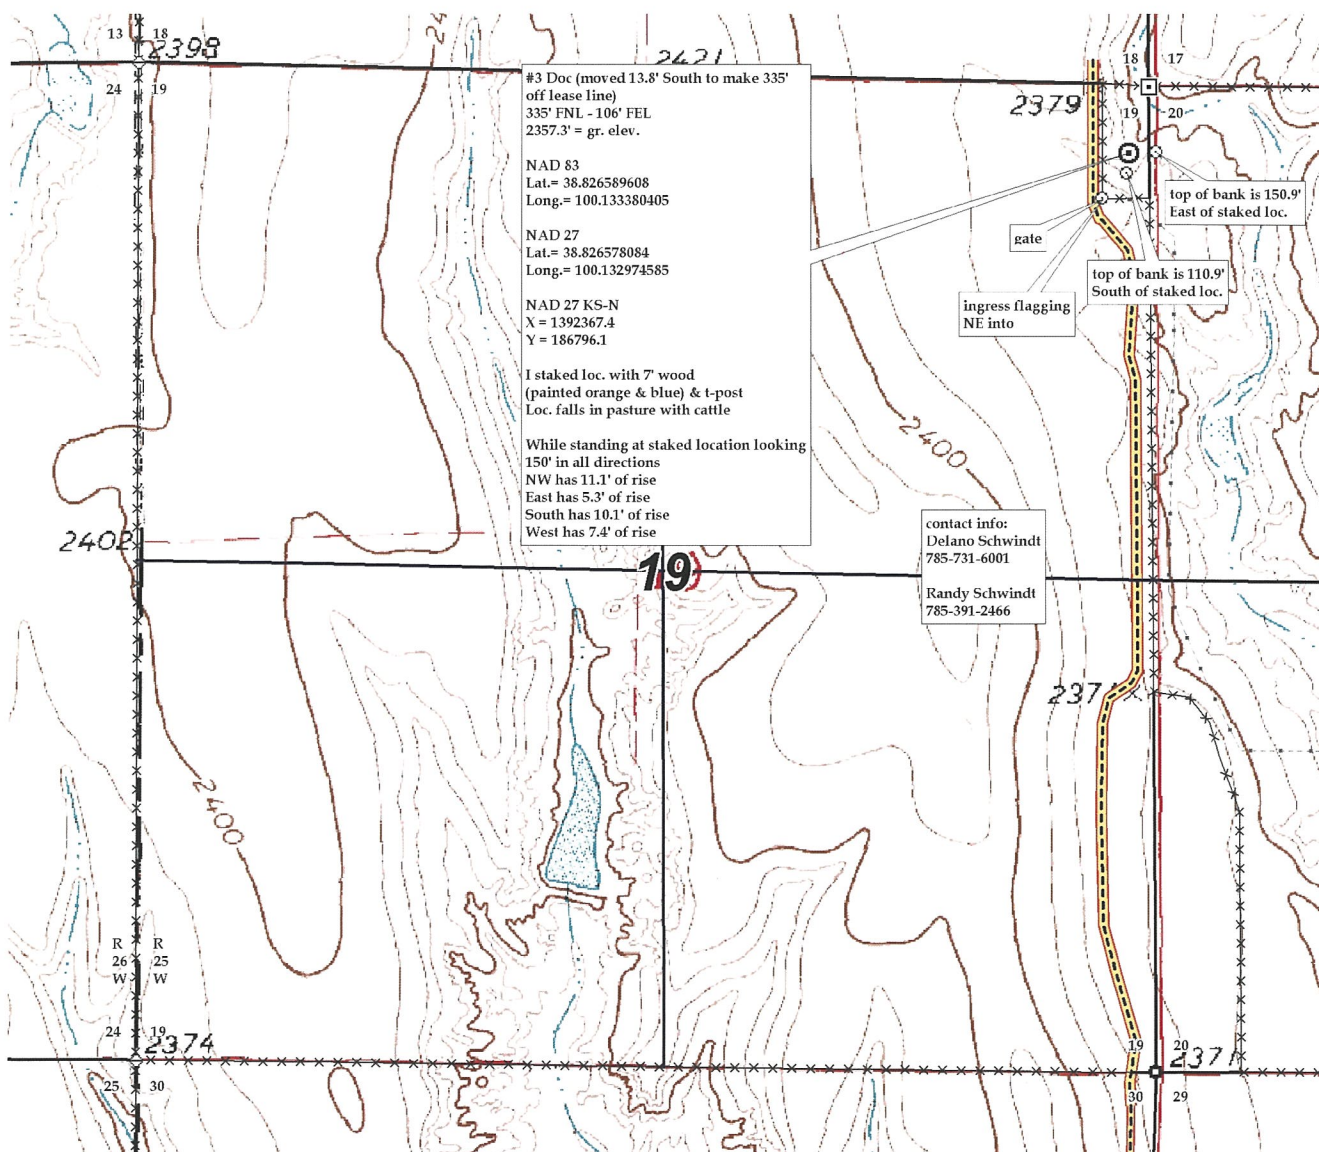 13 18
2398
2421
18 17
24 19
2379
19 20
#3 Doc (moved 13.8' South to make 335'
off lease line)
335' FNL - 106' FEL
2357.3' = gr. elev.
NAD 83
Lat.= 38.826589608
Long.= 100.133380405
NAD 27
Lat.= 38.826578084
Long.= 100.132974585
NAD 27 KS-N
X = 1392367.4
Y = 186796.1
I staked loc. with 7' wood
(painted orange & blue) & t-post
Loc. falls in pasture with cattle
While standing at staked location looking
150' in all directions
NW has 11.1' of rise
East has 5.3' of rise
South has 10.1' of rise
West has 7.4' of rise
top of bank is 150.9'
East of staked loc.
gate
top of bank is 110.9'
South of staked loc.
ingress flagging
NE into
2400
2402
19
contact info:
Delano Schwindt
785-731-6001
Randy Schwindt
785-391-2466
2400
R R
26 25
W W
24 19
2374
19 20
2371
25 30
30 29